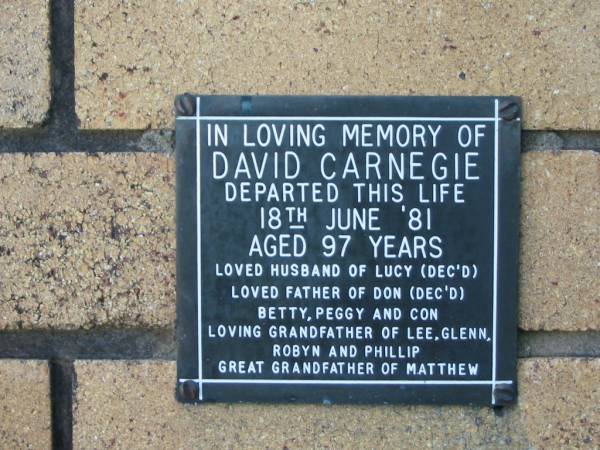 IN LOVING MEMORY OF
DAVID CARNEGIE
DEPARTED THIS LIFE
18TH JUNE '81
AGED 97 YEARS
LOVED HUSBAND OF LUCY (DEC'D)
LOVED FATHER OF DON (DEC'D)
BETTY, PEGGY AND CON
LOVING GRANDFATHER OF LEE, GLENN,
ROBYN AND PHILLIP
GREAT GRANDFATHER OF MATTHEW